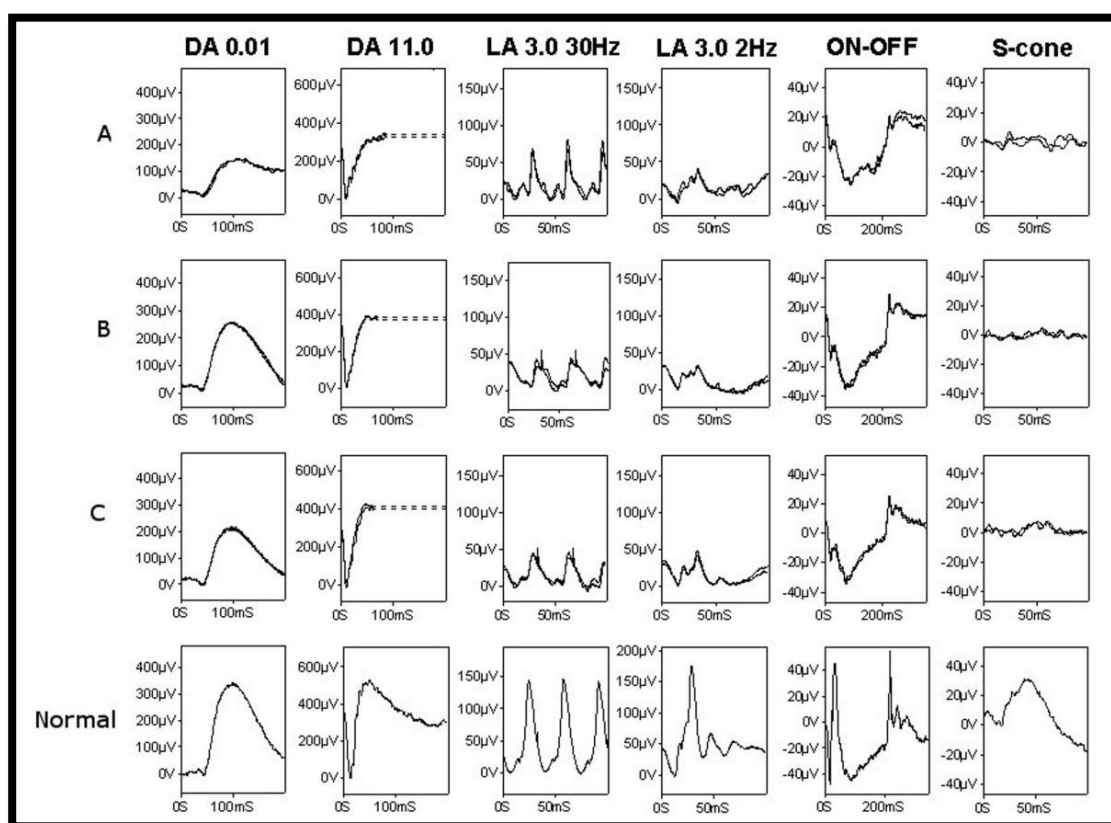 DA 0.01 DA 11.0 LA 3.0 30Hz LA 3.0 2Hz ON-OFF S-cone
A
400µV
300µV
200µV
100µV
0V
0S 100mS
600µV
400µV
200µV
0V
0S 100mS
150µV
100µV
50µV
0V
0S 50mS
150µV
100µV
50µV
0V
0S 50mS
40µV
20µV
0V
-20µV
-40µV
0S 200mS
40µV
20µV
0V
-20µV
-40µV
0S 50mS
B
400µV
300µV
200µV
100µV
0V
0S 100mS
600µV
400µV
200µV
0V
0S 100mS
150µV
100µV
50µV
0V
0S 50mS
150µV
100µV
50µV
0V
0S 50mS
40µV
20µV
0V
-20µV
-40µV
0S 200mS
40µV
20µV
0V
-20µV
-40µV
0S 50mS
C
400µV
300µV
200µV
100µV
0V
0S 100mS
600µV
400µV
200µV
0V
0S 100mS
150µV
100µV
50µV
0V
0S 50mS
150µV
100µV
50µV
0V
0S 50mS
40µV
20µV
0V
-20µV
-40µV
0S 200mS
40µV
20µV
0V
-20µV
-40µV
0S 50mS
Normal
400µV
300µV
200µV
100µV
0V
0S 100mS
600µV
400µV
200µV
0V
0S 100mS
150µV
100µV
50µV
0V
0S 50mS
200µV
150µV
100µV
50µV
0V
0S 50mS
40µV
20µV
0V
-20µV
-40µV
0S 200mS
40µV
20µV
0V
-20µV
-40µV
0S 50mS